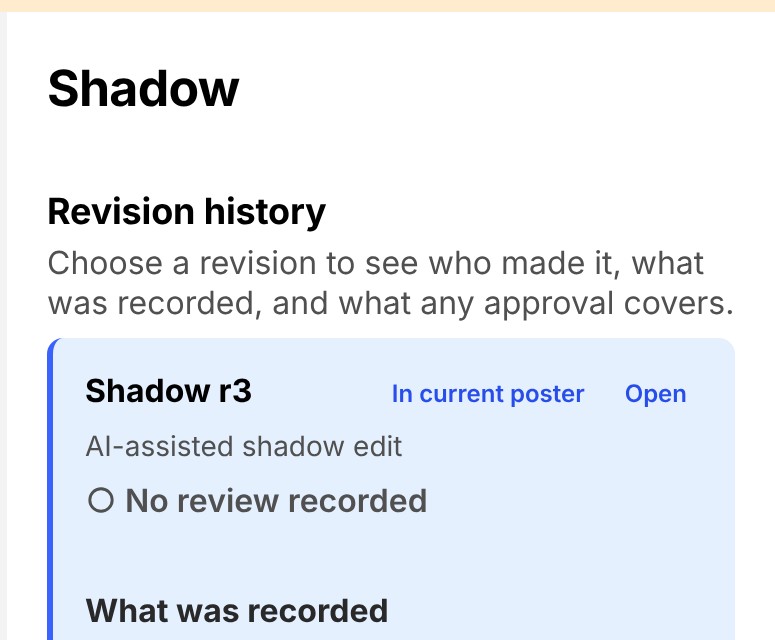 Shadow
Revision history
Choose a revision to see who made it, what
was recorded, and what any approval covers.
Shadow r3 In current poster Open
AI-assisted shadow edit
No review recorded
What was recorded